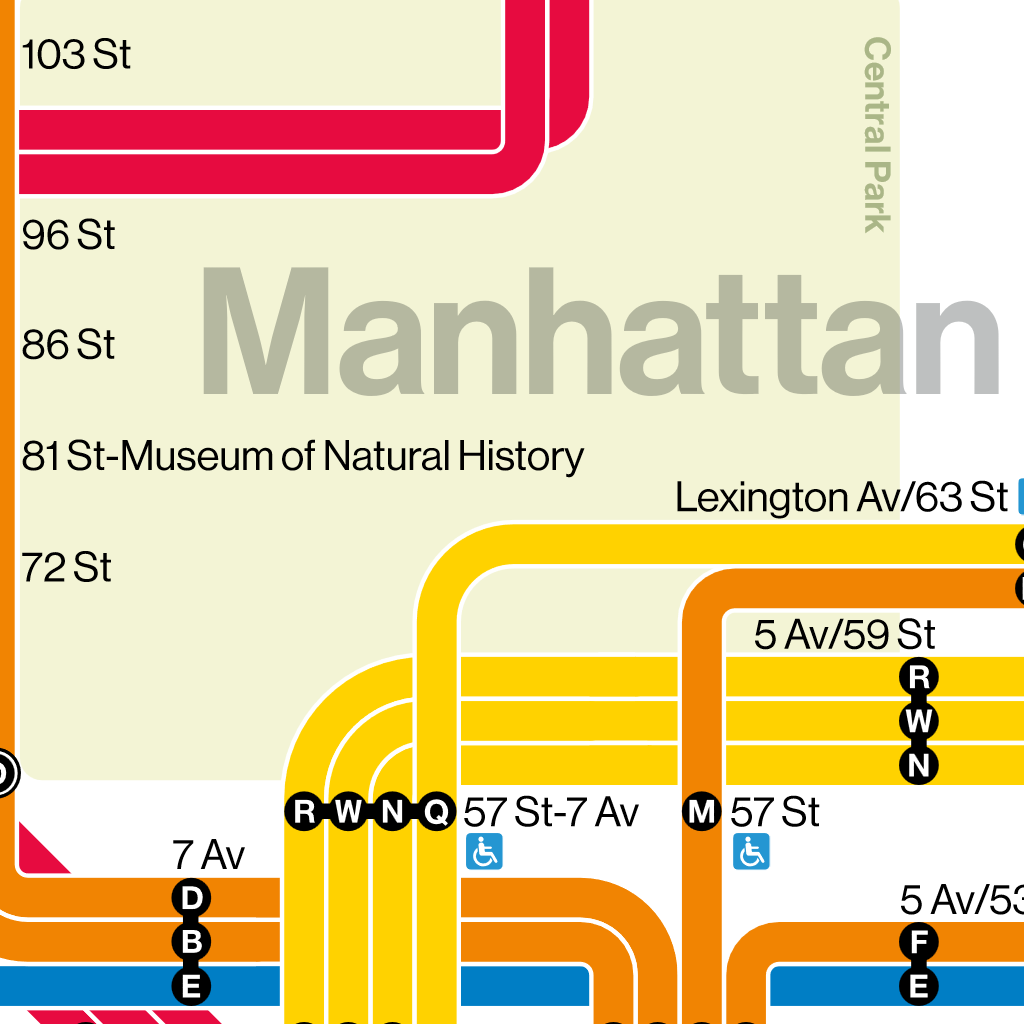 103 St
Central Park
96 St
Manhattan
86 St
81 St-Museum of Natural History
Lexington Av/63 St
72 St
5 Av/59 St
R
W
N
R W N Q 57 St-7 Av
M 57 St
7 Av
D
B
E
5 Av/53
F
E